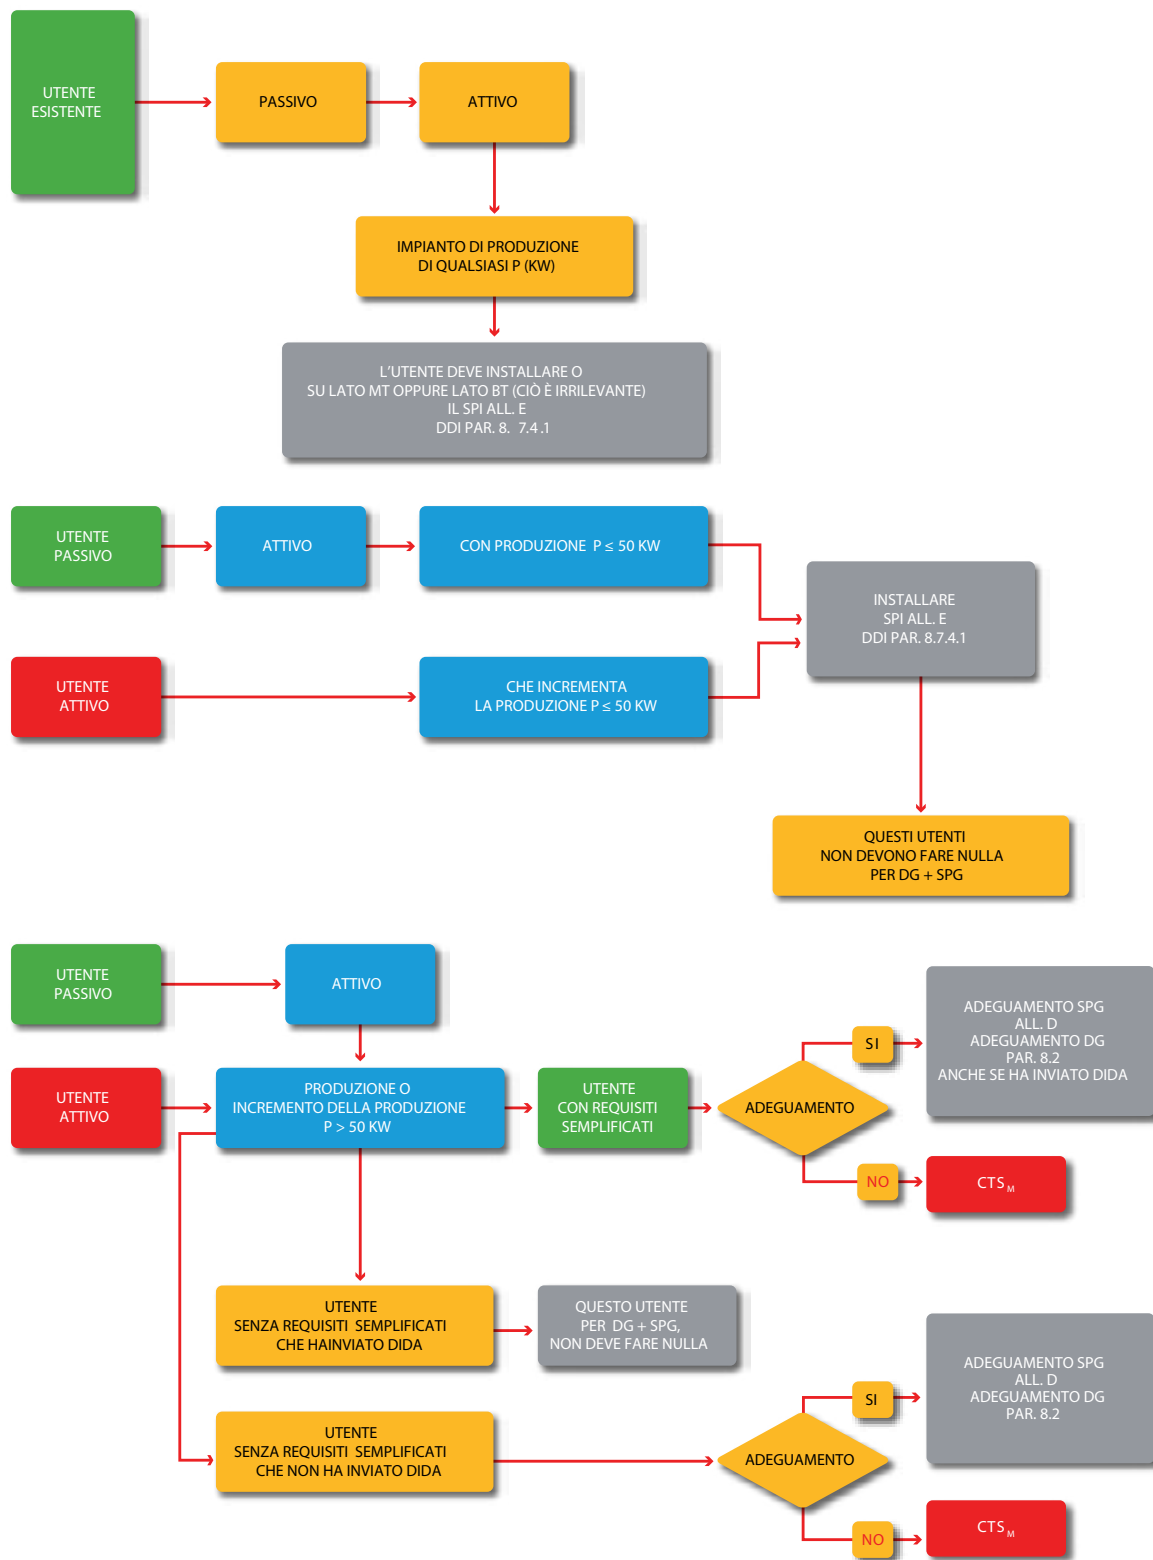 UTENTE
ESISTENTE
PASSIVO
ATTIVO
IMPIANTO DI PRODUZIONE
DI QUALSIASI P (KW)
L'UTENTE DEVE INSTALLARE O
SU LATO MT OPPURE LATO BT (CIÒ È IRRILEVANTE)
IL SPI ALL. E
DDI PAR. 8. 7.4 .1
UTENTE
PASSIVO
ATTIVO
CON PRODUZIONE P ≤ 50 KW
INSTALLARE
SPI ALL. E
DDI PAR. 8.7.4.1
UTENTE
ATTIVO
CHE INCREMENTA
LA PRODUZIONE P ≤ 50 KW
QUESTI UTENTI
NON DEVONO FARE NULLA
PER DG + SPG
UTENTE
PASSIVO
ATTIVO
UTENTE
ATTIVO
PRODUZIONE O
INCREMENTO DELLA PRODUZIONE
P > 50 KW
UTENTE
CON REQUISITI
SEMPLIFICATI
ADEGUAMENTO
SI
ADEGUAMENTO SPG
ALL. D
ADEGUAMENTO DG
PAR. 8.2
ANCHE SE HA INVIATO DIDA
NO
CTS M
UTENTE
SENZA REQUISITI SEMPLIFICATI
CHE HAINVIATO DIDA
QUESTO UTENTE
PER DG + SPG,
NON DEVE FARE NULLA
UTENTE
SENZA REQUISITI SEMPLIFICATI
CHE NON HA INVIATO DIDA
ADEGUAMENTO
SI
ADEGUAMENTO SPG
ALL. D
ADEGUAMENTO DG
PAR. 8.2
NO
CTS M